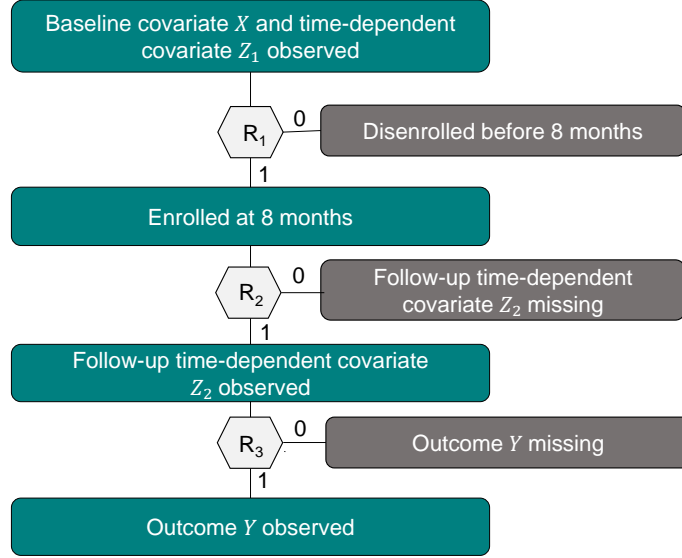 Baseline covariate X and time-dependent
covariate Z₁ observed
R₁
0
Disenrolled before 8 months
1
Enrolled at 8 months
R₂
0
Follow-up time-dependent
covariate Z₂ missing
1
Follow-up time-dependent covariate
Z₂ observed
R₃
0
Outcome Y missing
1
Outcome Y observed